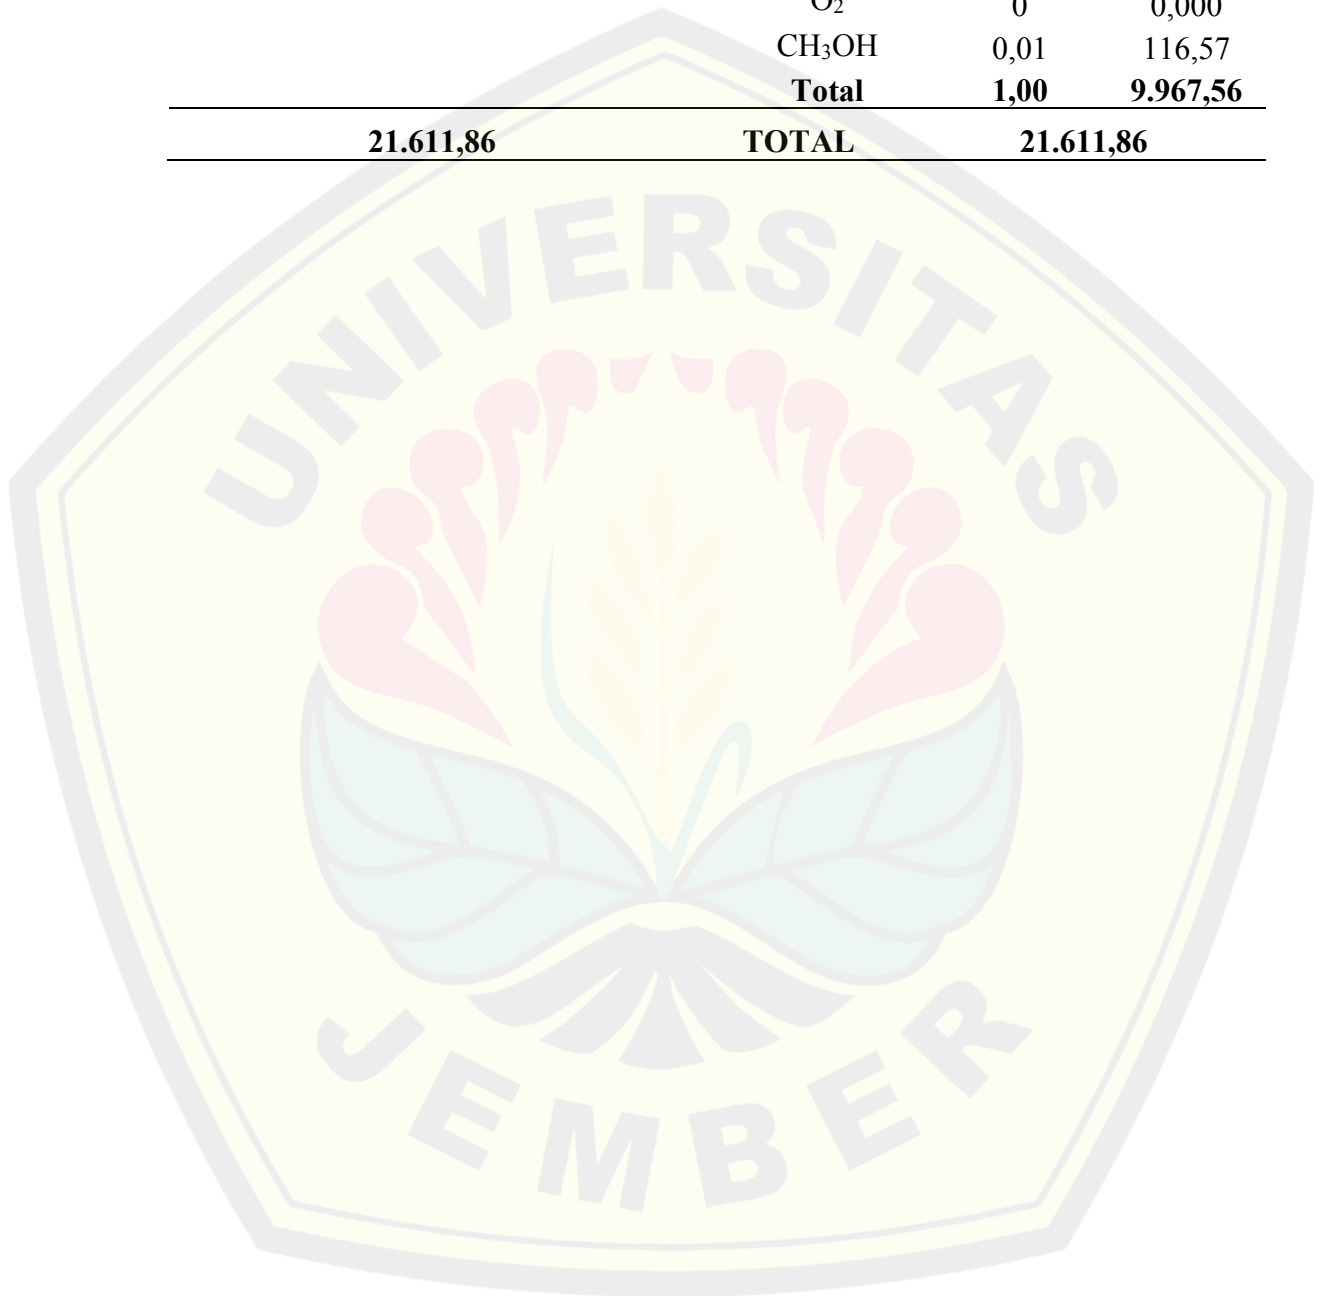 O2 0 0,000
CH3OH 0,01 116,57
Total 1,00 9.967,56
21.611,86 TOTAL 21.611,86
UNIVERSITAS
JEMBER